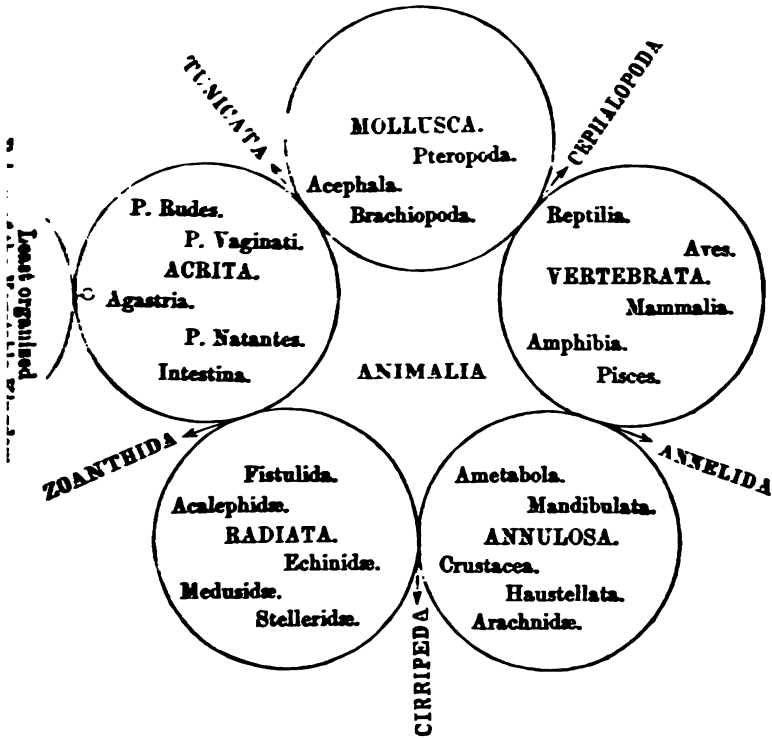 TUNICATA
CEPHALOPODA
MOLLUSCA.
Pteropoda.
Acephala.
Brachiopoda.
P. Rudes.
P. Vaginati.
ACRITA.
Agastria.
P. Natantes.
Intestina.
Reptilia.
Aves.
VERTEBRATA.
Mammalia.
Amphibia.
Pisces.
Least organised
ANIMALIA
ZOANTHIDA
ANNELIDA
Fistulida.
Acalephidæ.
RADIATA.
Echinidæ.
Medusidæ.
Stelleridæ.
Ametabola.
Mandibulata.
ANNULOSA.
Crustacea.
Haustellata.
Arachnidæ.
CIRRIPEDA